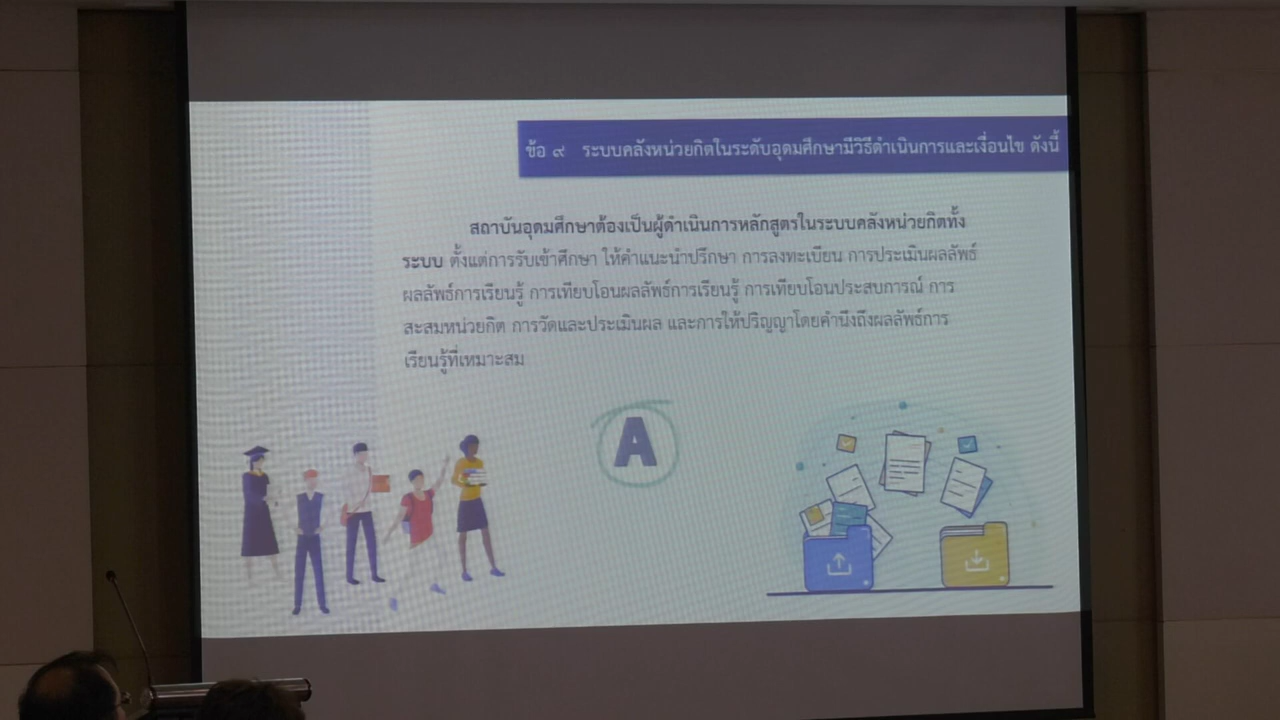 ข้อ ๙ ระบบคลังหน่วยกิตในระดับอุดมศึกษามีวิธีดำเนินการและเงื่อนไข ดังนี้
สถาบันอุดมศึกษาต้องเป็นผู้ดำเนินการหลักสูตรในระบบคลังหน่วยกิตทั้ง
ระบบ ตั้งแต่การรับเข้าศึกษา ให้คำแนะนำปรึกษา การลงทะเบียน การประเมินผลลัพธ์
ผลลัพธ์การเรียนรู้ การเทียบโอนผลลัพธ์การเรียนรู้ การเทียบโอนประสบการณ์ การ
สะสมหน่วยกิต การวัดและประเมินผล และการให้ปริญญาโดยคำนึงถึงผลลัพธ์การ
เรียนรู้ที่เหมาะสม
A